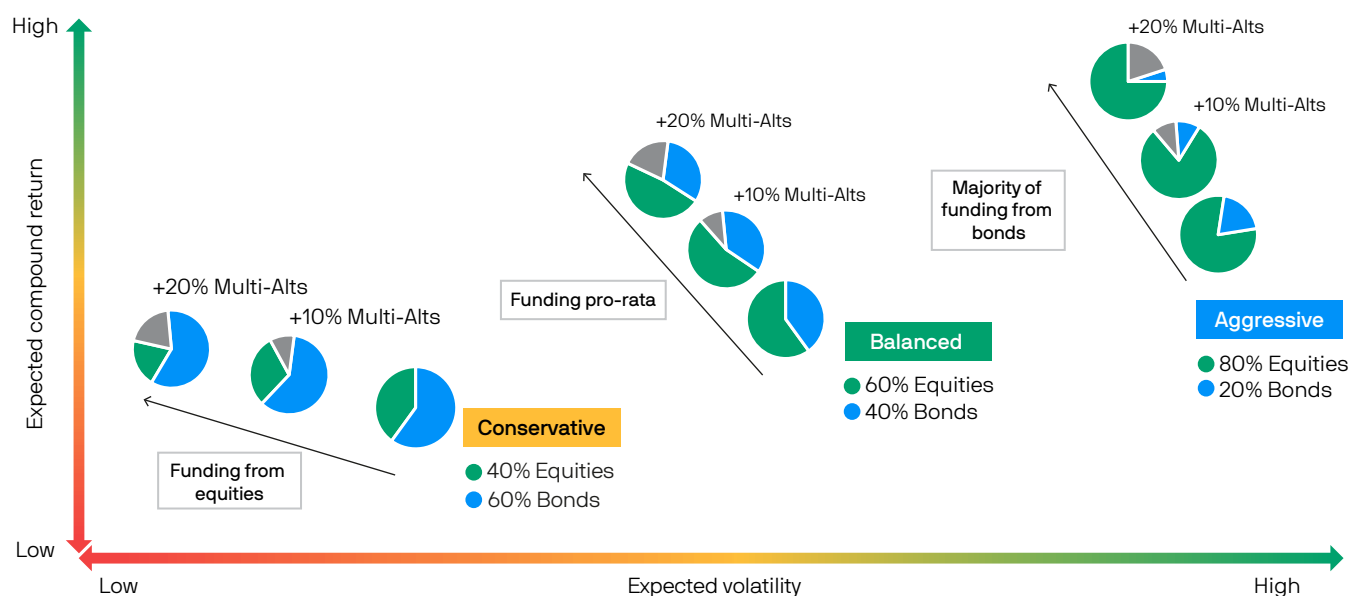 High
Expected compound return
Low
+20% Multi-Alts
+10% Multi-Alts
Funding from
equities
Conservative
40% Equities
60% Bonds
+20% Multi-Alts
+10% Multi-Alts
Funding pro-rata
Balanced
60% Equities
40% Bonds
+20% Multi-Alts
+10% Multi-Alts
Majority of
funding from
bonds
Aggressive
80% Equities
20% Bonds
Low
Expected volatility
High